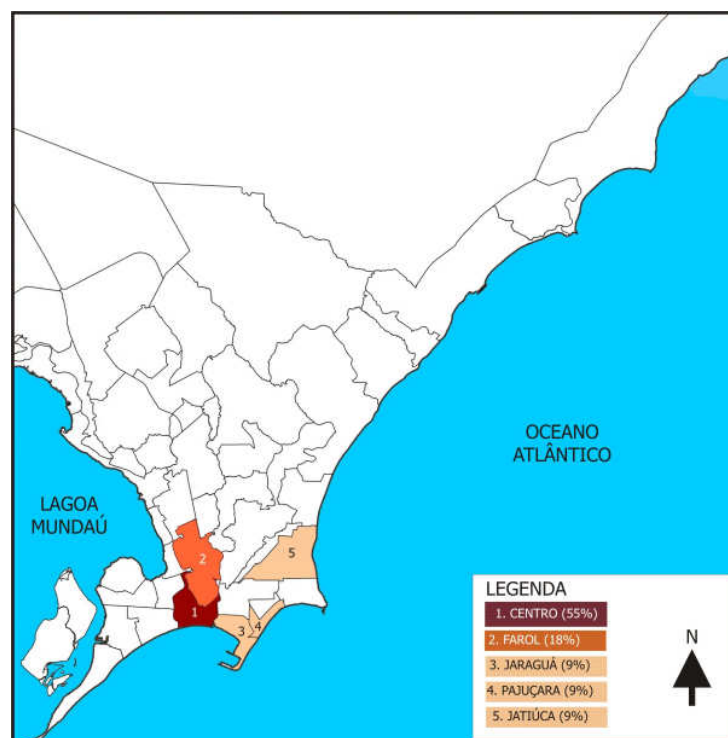 OCEANO
ATLÂNTICO
LAGOA
MUNDAÚ
5
2
1
3
4
LEGENDA
1. CENTRO (55%)
2. FAROL (18%)
3. JARAGUÁ (9%)
4. PAJUÇARA (9%)
5. JATIÚCA (9%)
N